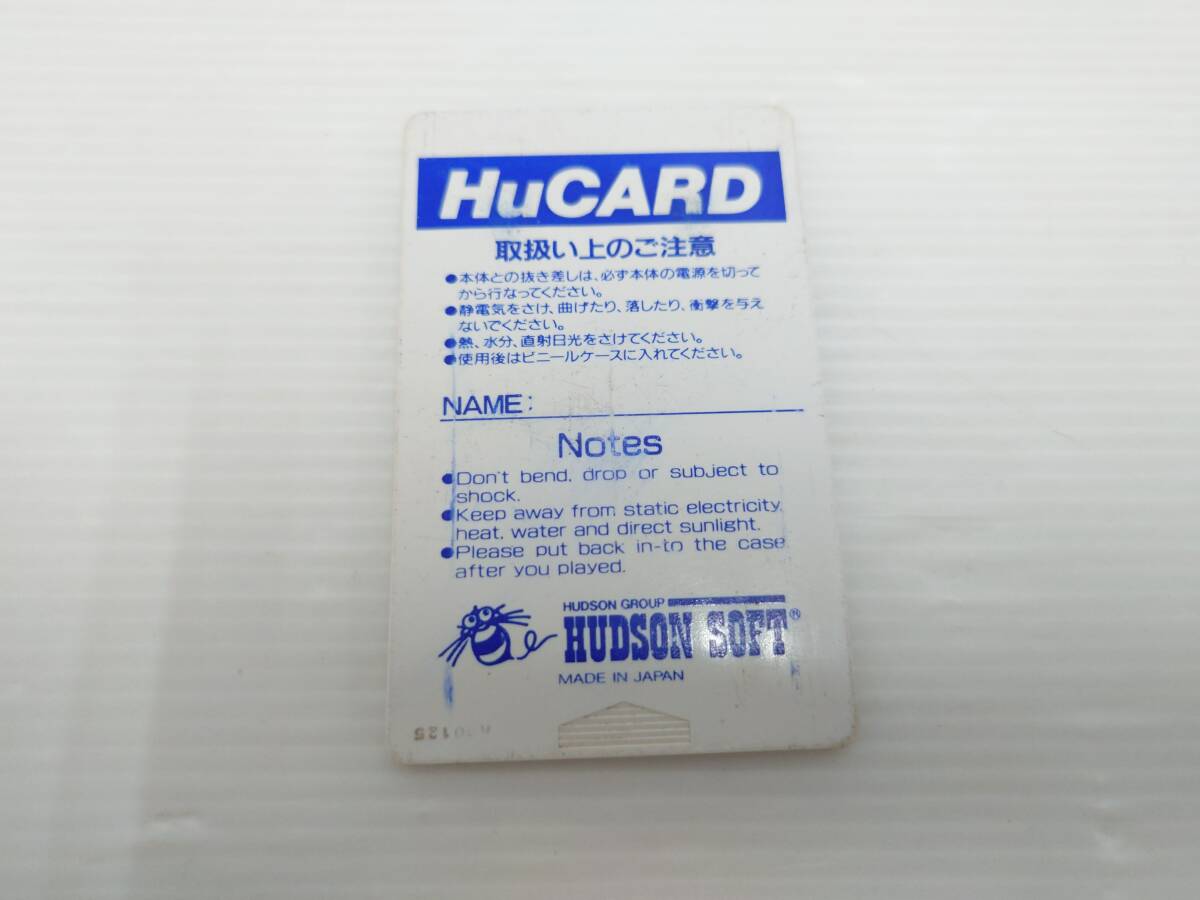 HuCARD
取扱い上のご注意
●本体との抜き差しは、必ず本体の電源を切って
から行なってください。
●静電気をさけ、曲げたり、落したり、衝撃を与え
ないでください。
●熱、水分、直射日光をさけてください。
●使用後はビニールケースに入れてください。
NAME:
Notes
●Don't bend, drop or subject to
shock.
●Keep away from static electricity,
heat, water and direct sunlight.
●Please put back in-to the case
after you played.
HUDSON GROUP
HUDSON SOFT®
MADE IN JAPAN